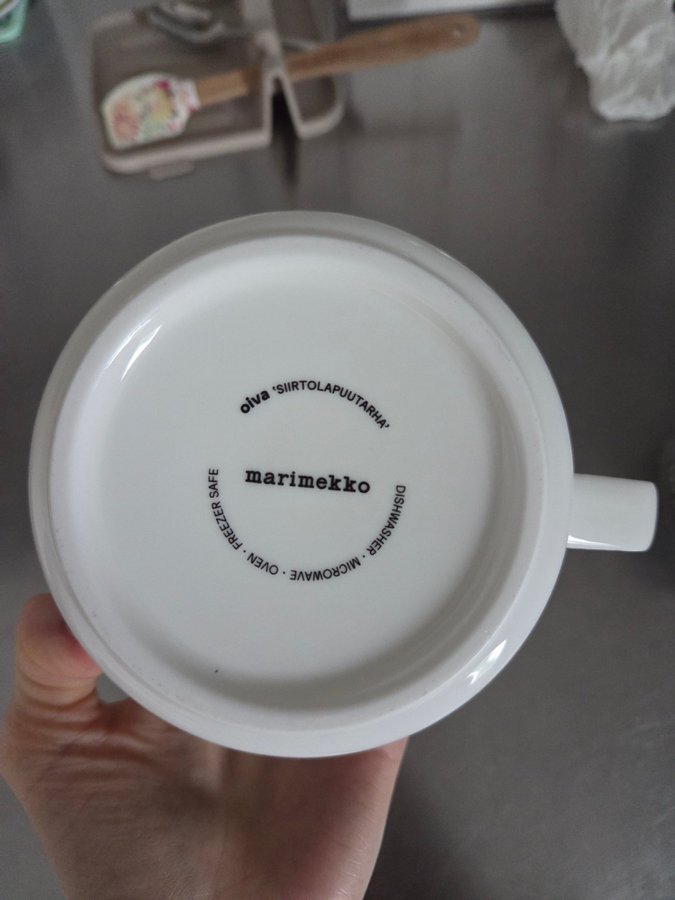 oiva 'SIIRTOLAPUUTARHA'
marimekko
DISHWASHER · MICROWAVE · OVEN · FREEZER SAFE